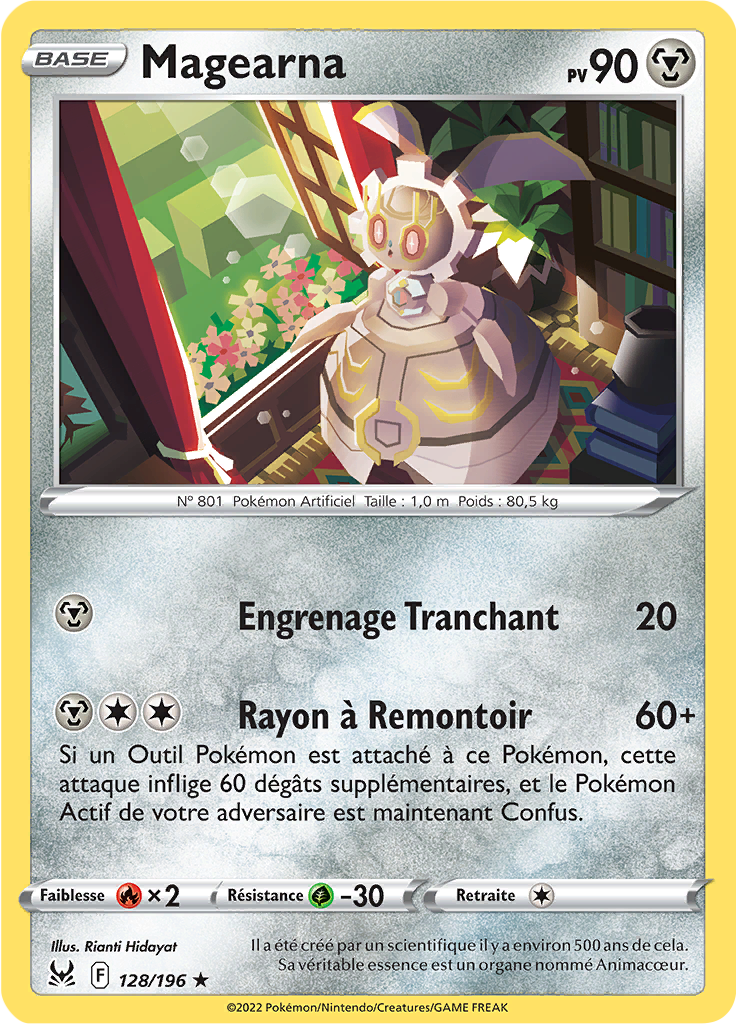 BASE Magearna PV 90
N° 801 Pokémon Artificiel Taille : 1,0 m Poids : 80,5 kg
Engrenage Tranchant 20
Rayon à Remontoir 60+
Si un Outil Pokémon est attaché à ce Pokémon, cette
attaque inflige 60 dégâts supplémentaires, et le Pokémon
Actif de votre adversaire est maintenant Confus.
Faiblesse ×2 Résistance -30 Retraite
Illus. Rianti Hidayat
Il a été créé par un scientifique il y a environ 500 ans de cela.
Sa véritable essence est un organe nommé Animacœur.
F 128/196 ★
©2022 Pokémon/Nintendo/Creatures/GAME FREAK